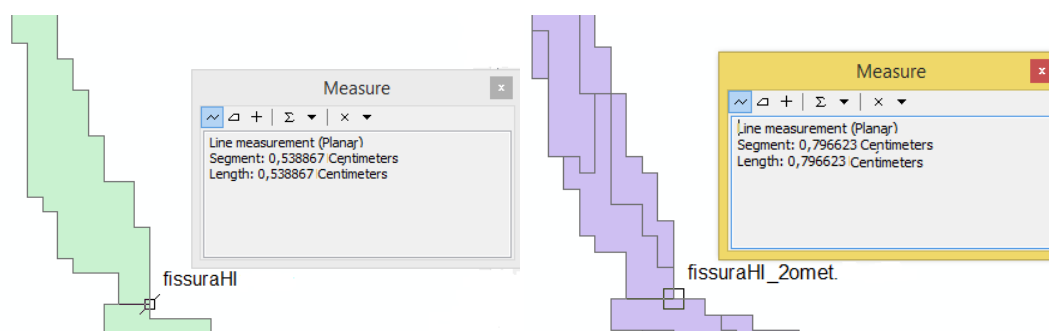 Measure
x
Σ
Line measurement (Planar)
Segment: 0,538867 Centimeters
Length: 0,538867 Centimeters
fissuraHI
Measure
x
Σ
Line measurement (Planar)
Segment: 0,796623 Centimeters
Length: 0,796623 Centimeters
fissuraHI_2omet.